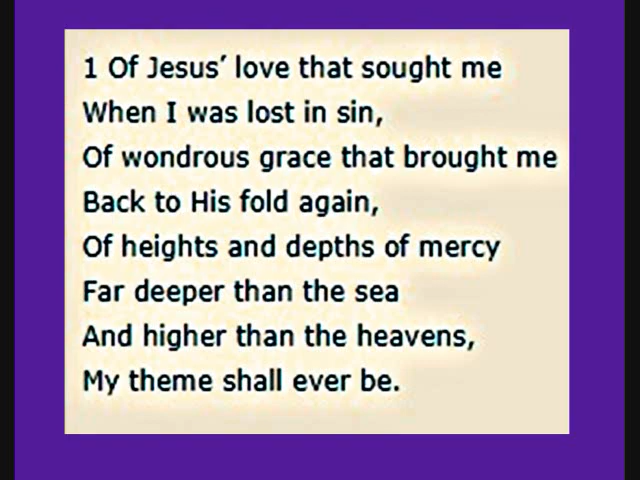 1 Of Jesus’ love that sought me
When I was lost in sin,
Of wondrous grace that brought me
Back to His fold again,
Of heights and depths of mercy
Far deeper than the sea
And higher than the heavens,
My theme shall ever be.